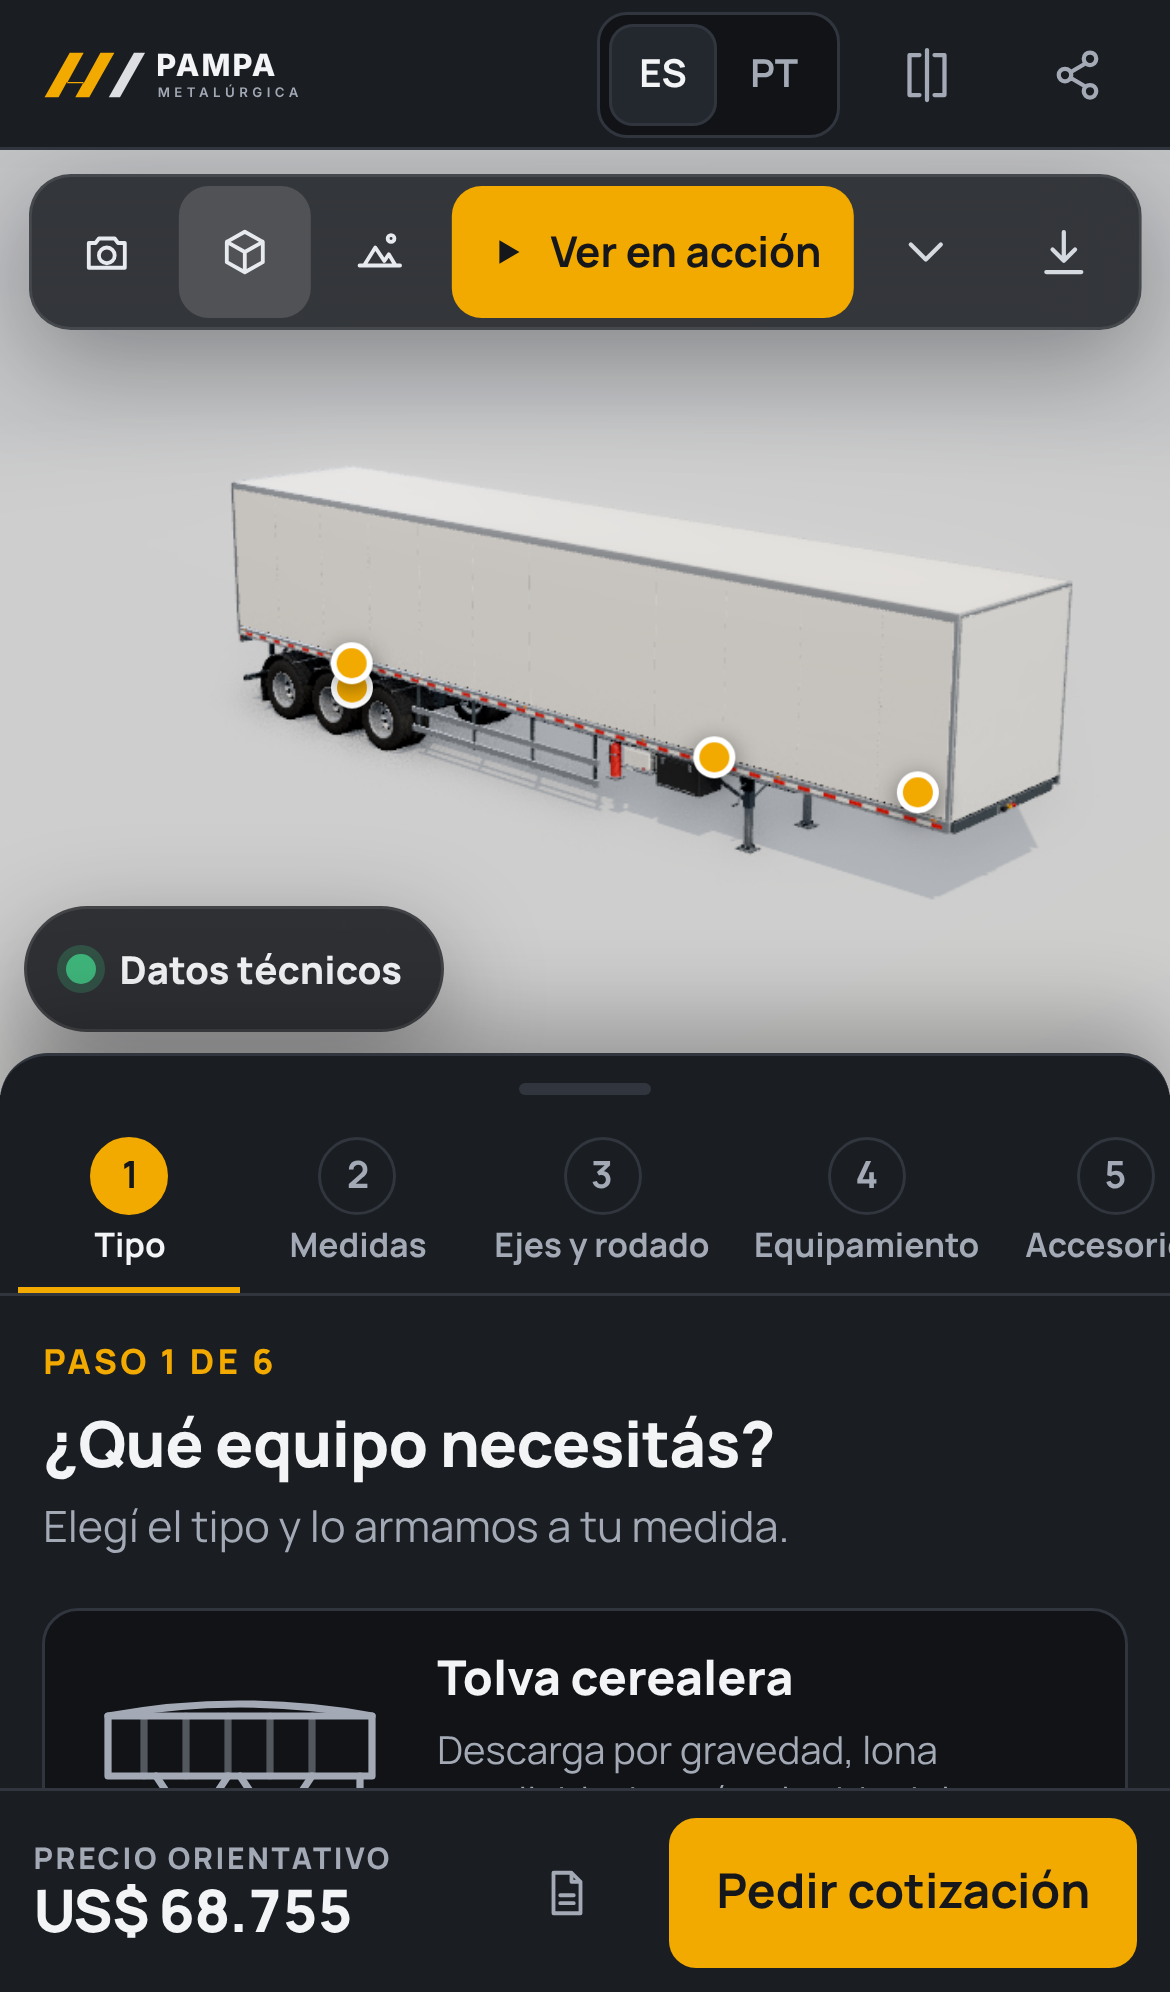 PAMPA
METALÚRGICA
ES
PT
Ver en acción
Datos técnicos
1
2
3
4
5
Tipo
Medidas
Ejes y rodado
Equipamiento
PASO 1 DE 6
¿Qué equipo necesitás?
Elegí el tipo y lo armamos a tu medida.
Tolva cerealera
Descarga por gravedad, lona
PRECIO ORIENTATIVO
US$ 68.755
Pedir cotización